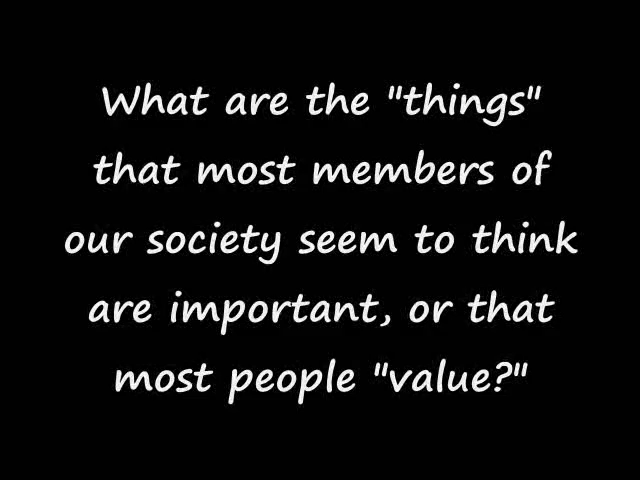 What are the "things"
that most members of
our society seem to think
are important, or that
most people "value?"